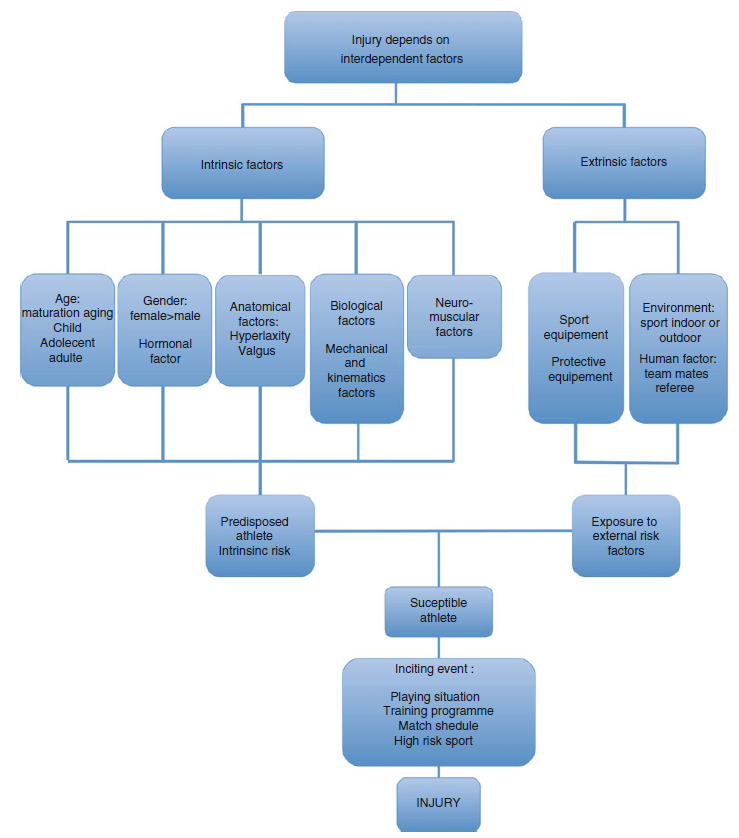 Injury depends on
interdependent factors
Intrinsic factors
Extrinsic factors
Age:
maturation aging
Child
Adolecent
adulte
Gender:
female>male
Hormonal
factor
Anatomical
factors:
Hyperlaxity
Valgus
Biological
factors
Mechanical
and
kinematics
factors
Neuro-
muscular
factors
Sport
equipement
Protective
equipement
Environment:
sport indoor or
outdoor
Human factor:
team mates
referee
Predisposed
athlete
Intrinsinc risk
Exposure to
external risk
factors
Suceptible
athlete
Inciting event :
Playing situation
Training programme
Match shedule
High risk sport
INJURY